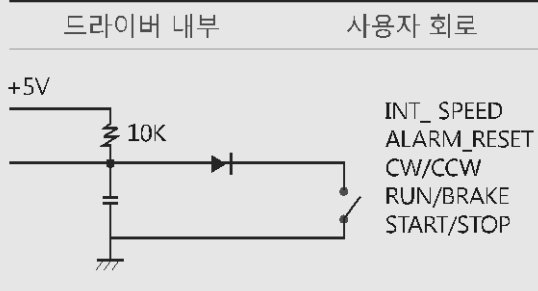 드라이버 내부
사용자 회로
+5V
10K
INT_ SPEED
ALARM_RESET
CW/CCW
RUN/BRAKE
START/STOP